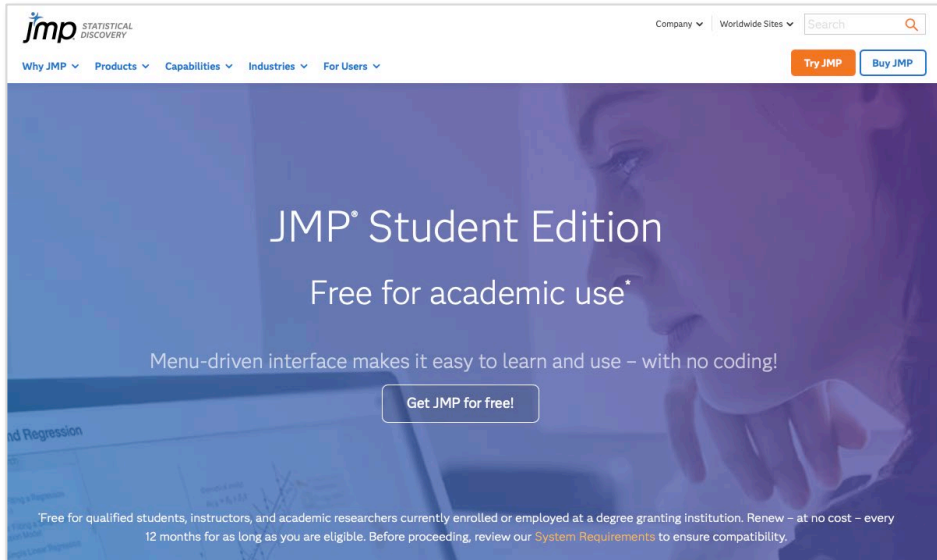 jmp STATISTICAL
DISCOVERY
Company
Worldwide Sites
Search
Why JMP
Products
Capabilities
Industries
For Users
Try JMP
Buy JMP
JMP® Student Edition
Free for academic use*
Menu-driven interface makes it easy to learn and use – with no coding!
Get JMP for free!
nd Regression
*Free for qualified students, instructors, and academic researchers currently enrolled or employed at a degree granting institution. Renew – at no cost – every
12 months for as long as you are eligible. Before proceeding, review our System Requirements to ensure compatibility.